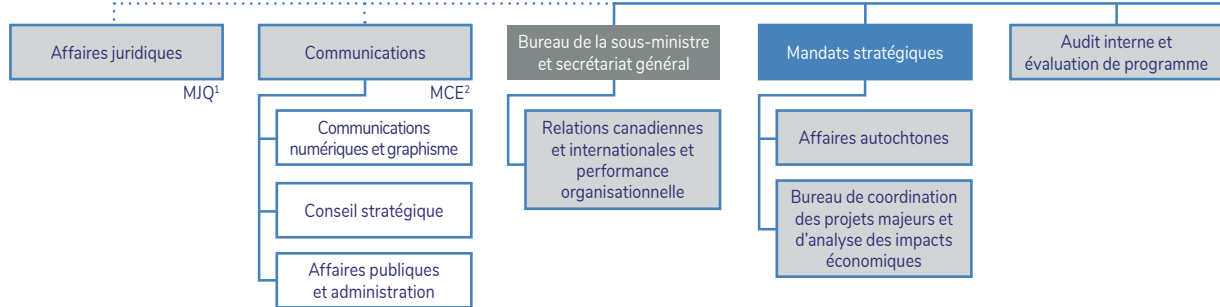 Affaires juridiques
MJQ¹
Communications
MCE²
Communications
numériques et graphisme
Conseil stratégique
Affaires publiques
et administration
Bureau de la sous-ministre
et secrétariat général
Relations canadiennes
et internationales et
performance
organisationnelle
Mandats stratégiques
Affaires autochtones
Bureau de coordination
des projets majeurs et
d'analyse des impacts
économiques
Audit interne et
évaluation de programme